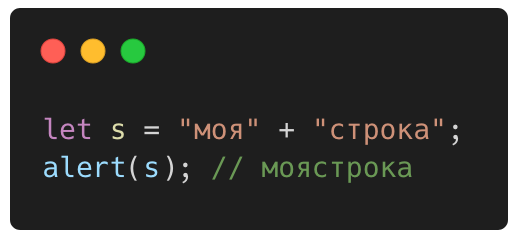 let s = "моя" + "строка";
alert(s); // моястрока